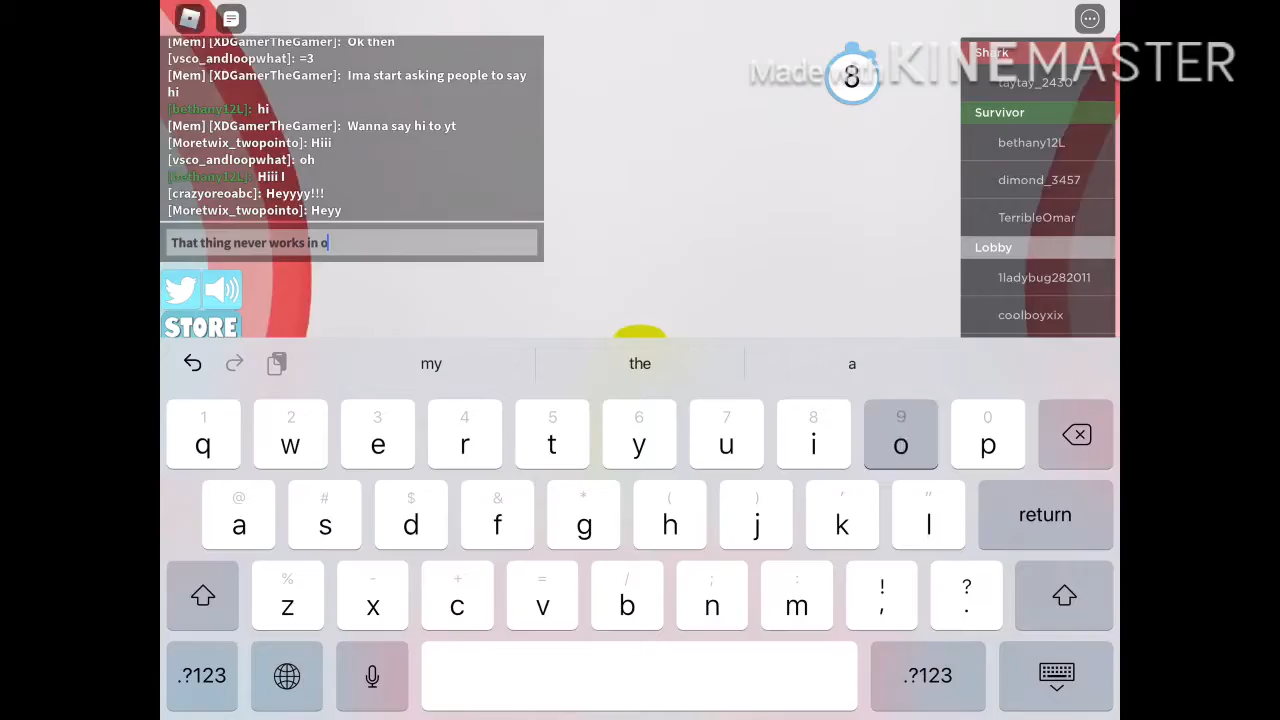 [Mem] [XDGamerTheGamer]: Ok then
[vsco_andIoopwhat]: =3
[Mem] [XDGamerTheGamer]: Ima start asking people to say
hi
[bethany12L]: hi
[Mem] [XDGamerTheGamer]: Wanna say hi to yt
[Moretwix_twopointo]: Hiii
[vsco_andIoopwhat]: oh
[bethany12L]: Hiii I
[crazyoreoabc]: Heyyyy!!!
[Moretwix_twopointo]: Heyy
That thing never works in o
STORE
8
Made with KINEMASTER
Shark
taytay_2430
Survivor
bethany12L
dimond_3457
TerribleOmar
Lobby
1ladybug282011
coolboyxix
my the a
1 2 3 4 5 6 7 8 9 0
q w e r t y u i o p
@ # $ & * ( ) ' "
a s d f g h j k l return
% - + = / ; : ! ?
z x c v b n m , .
.?123 .?123